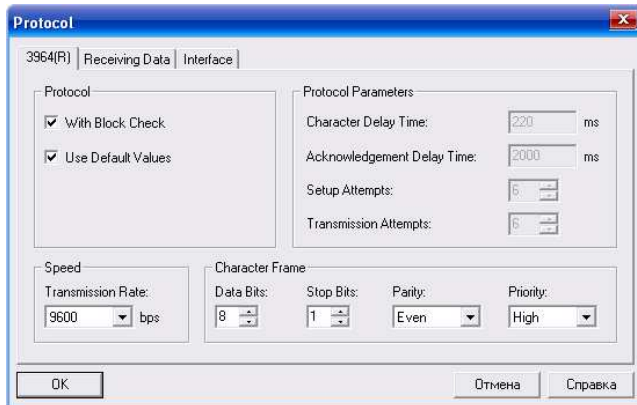 Protocol
3964(R) Receiving Data Interface
Protocol
With Block Check
Use Default Values
Protocol Parameters
Character Delay Time: 220 ms
Acknowledgement Delay Time: 2000 ms
Setup Attempts: 6
Transmission Attempts: 6
Speed
Transmission Rate:
9600 bps
Character Frame
Data Bits: Stop Bits: Parity: Priority:
8 1 Even High
OK Отмена Справка